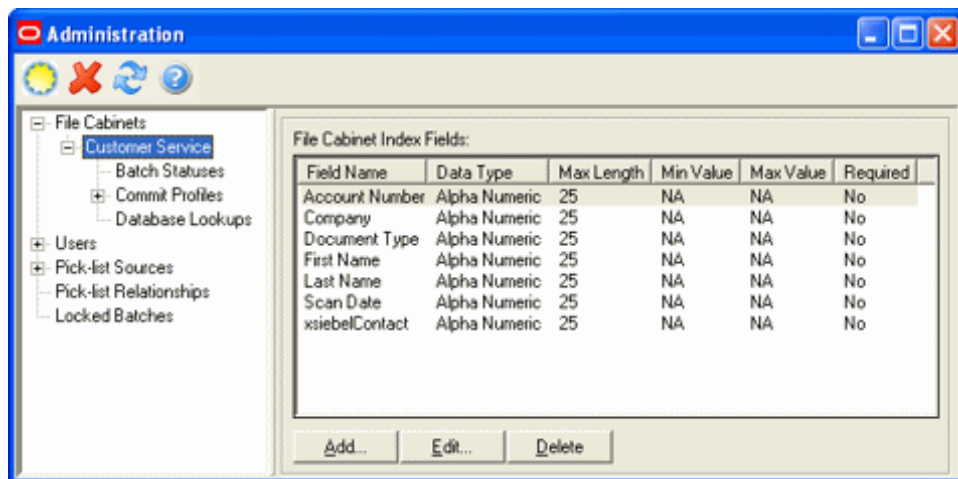 Administration
File Cabinets
Customer Service
Batch Statuses
Commit Profiles
Database Lookups
Users
Pick-list Sources
Pick-list Relationships
Locked Batches
File Cabinet Index Fields:
Field Name Data Type Max Length Min Value Max Value Required
Account Number Alpha Numeric 25 NA NA No
Company Alpha Numeric 25 NA NA No
Document Type Alpha Numeric 25 NA NA No
First Name Alpha Numeric 25 NA NA No
Last Name Alpha Numeric 25 NA NA No
Scan Date Alpha Numeric 25 NA NA No
xsiebelContact Alpha Numeric 25 NA NA No
Add... Edit... Delete